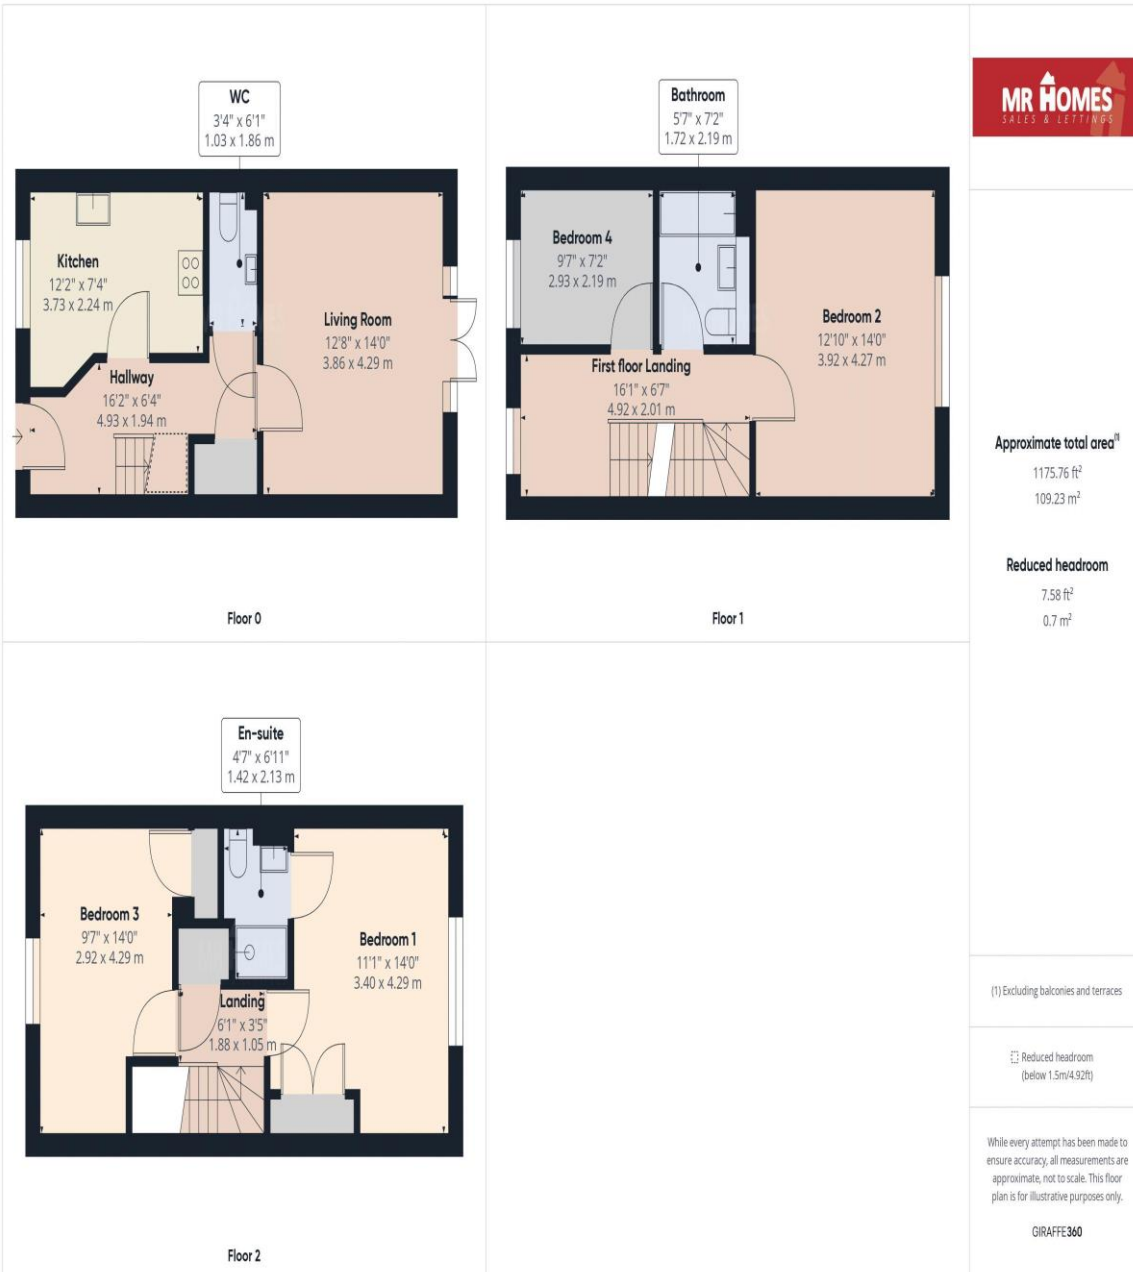 WC
3'4" x 6'1"
1.03 x 1.86 m
Kitchen
12'2" x 7'4"
3.73 x 2.24 m
Living Room
12'8" x 14'0"
3.86 x 4.29 m
Hallway
16'2" x 6'4"
4.93 x 1.94 m
Floor 0
Bathroom
5'7" x 7'2"
1.72 x 2.19 m
Bedroom 4
9'7" x 7'2"
2.93 x 2.19 m
Bedroom 2
12'10" x 14'0"
3.92 x 4.27 m
First floor Landing
16'1" x 6'7"
4.92 x 2.01 m
Floor 1
En-suite
4'7" x 6'11"
1.42 x 2.13 m
Bedroom 3
9'7" x 14'0"
2.92 x 4.29 m
Bedroom 1
11'1" x 14'0"
3.40 x 4.29 m
Landing
6'1" x 3'5"
1.88 x 1.05 m
Floor 2
MR HOMES
SALES & LETTINGS
Approximate total area(1)
1175.76 ft²
109.23 m²
Reduced headroom
7.58 ft²
0.7 m²
(1) Excluding balconies and terraces
Reduced headroom
(below 1.5m/4.92ft)
While every attempt has been made to
ensure accuracy, all measurements are
approximate, not to scale. This floor
plan is for illustrative purposes only.
GIRAFFE360